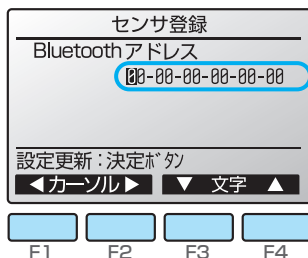 センサ登録
Bluetoothアドレス
00-00-00-00-00-00
設定更新:決定ボタン
◀カーソル▶ ▼ 文字 ▲
F1 F2 F3 F4